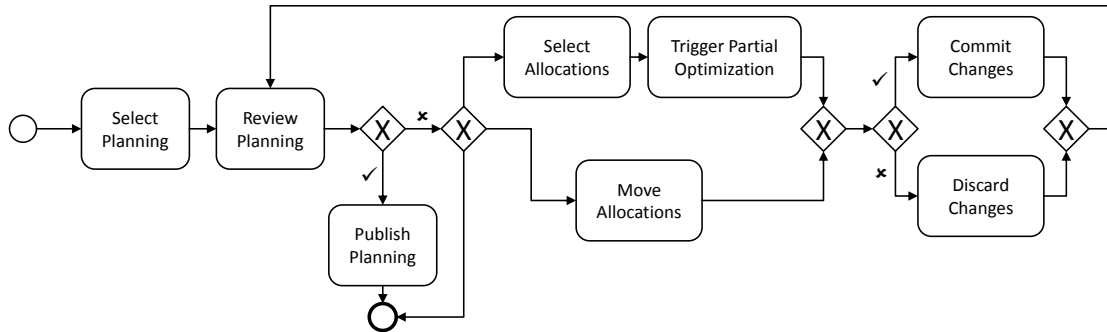 Select
Allocations
Trigger Partial
Optimization
Commit
Changes
✓
Select
Planning
Review
Planning
X
✗
X
X
X
X
✓
✗
Move
Allocations
Discard
Changes
Publish
Planning